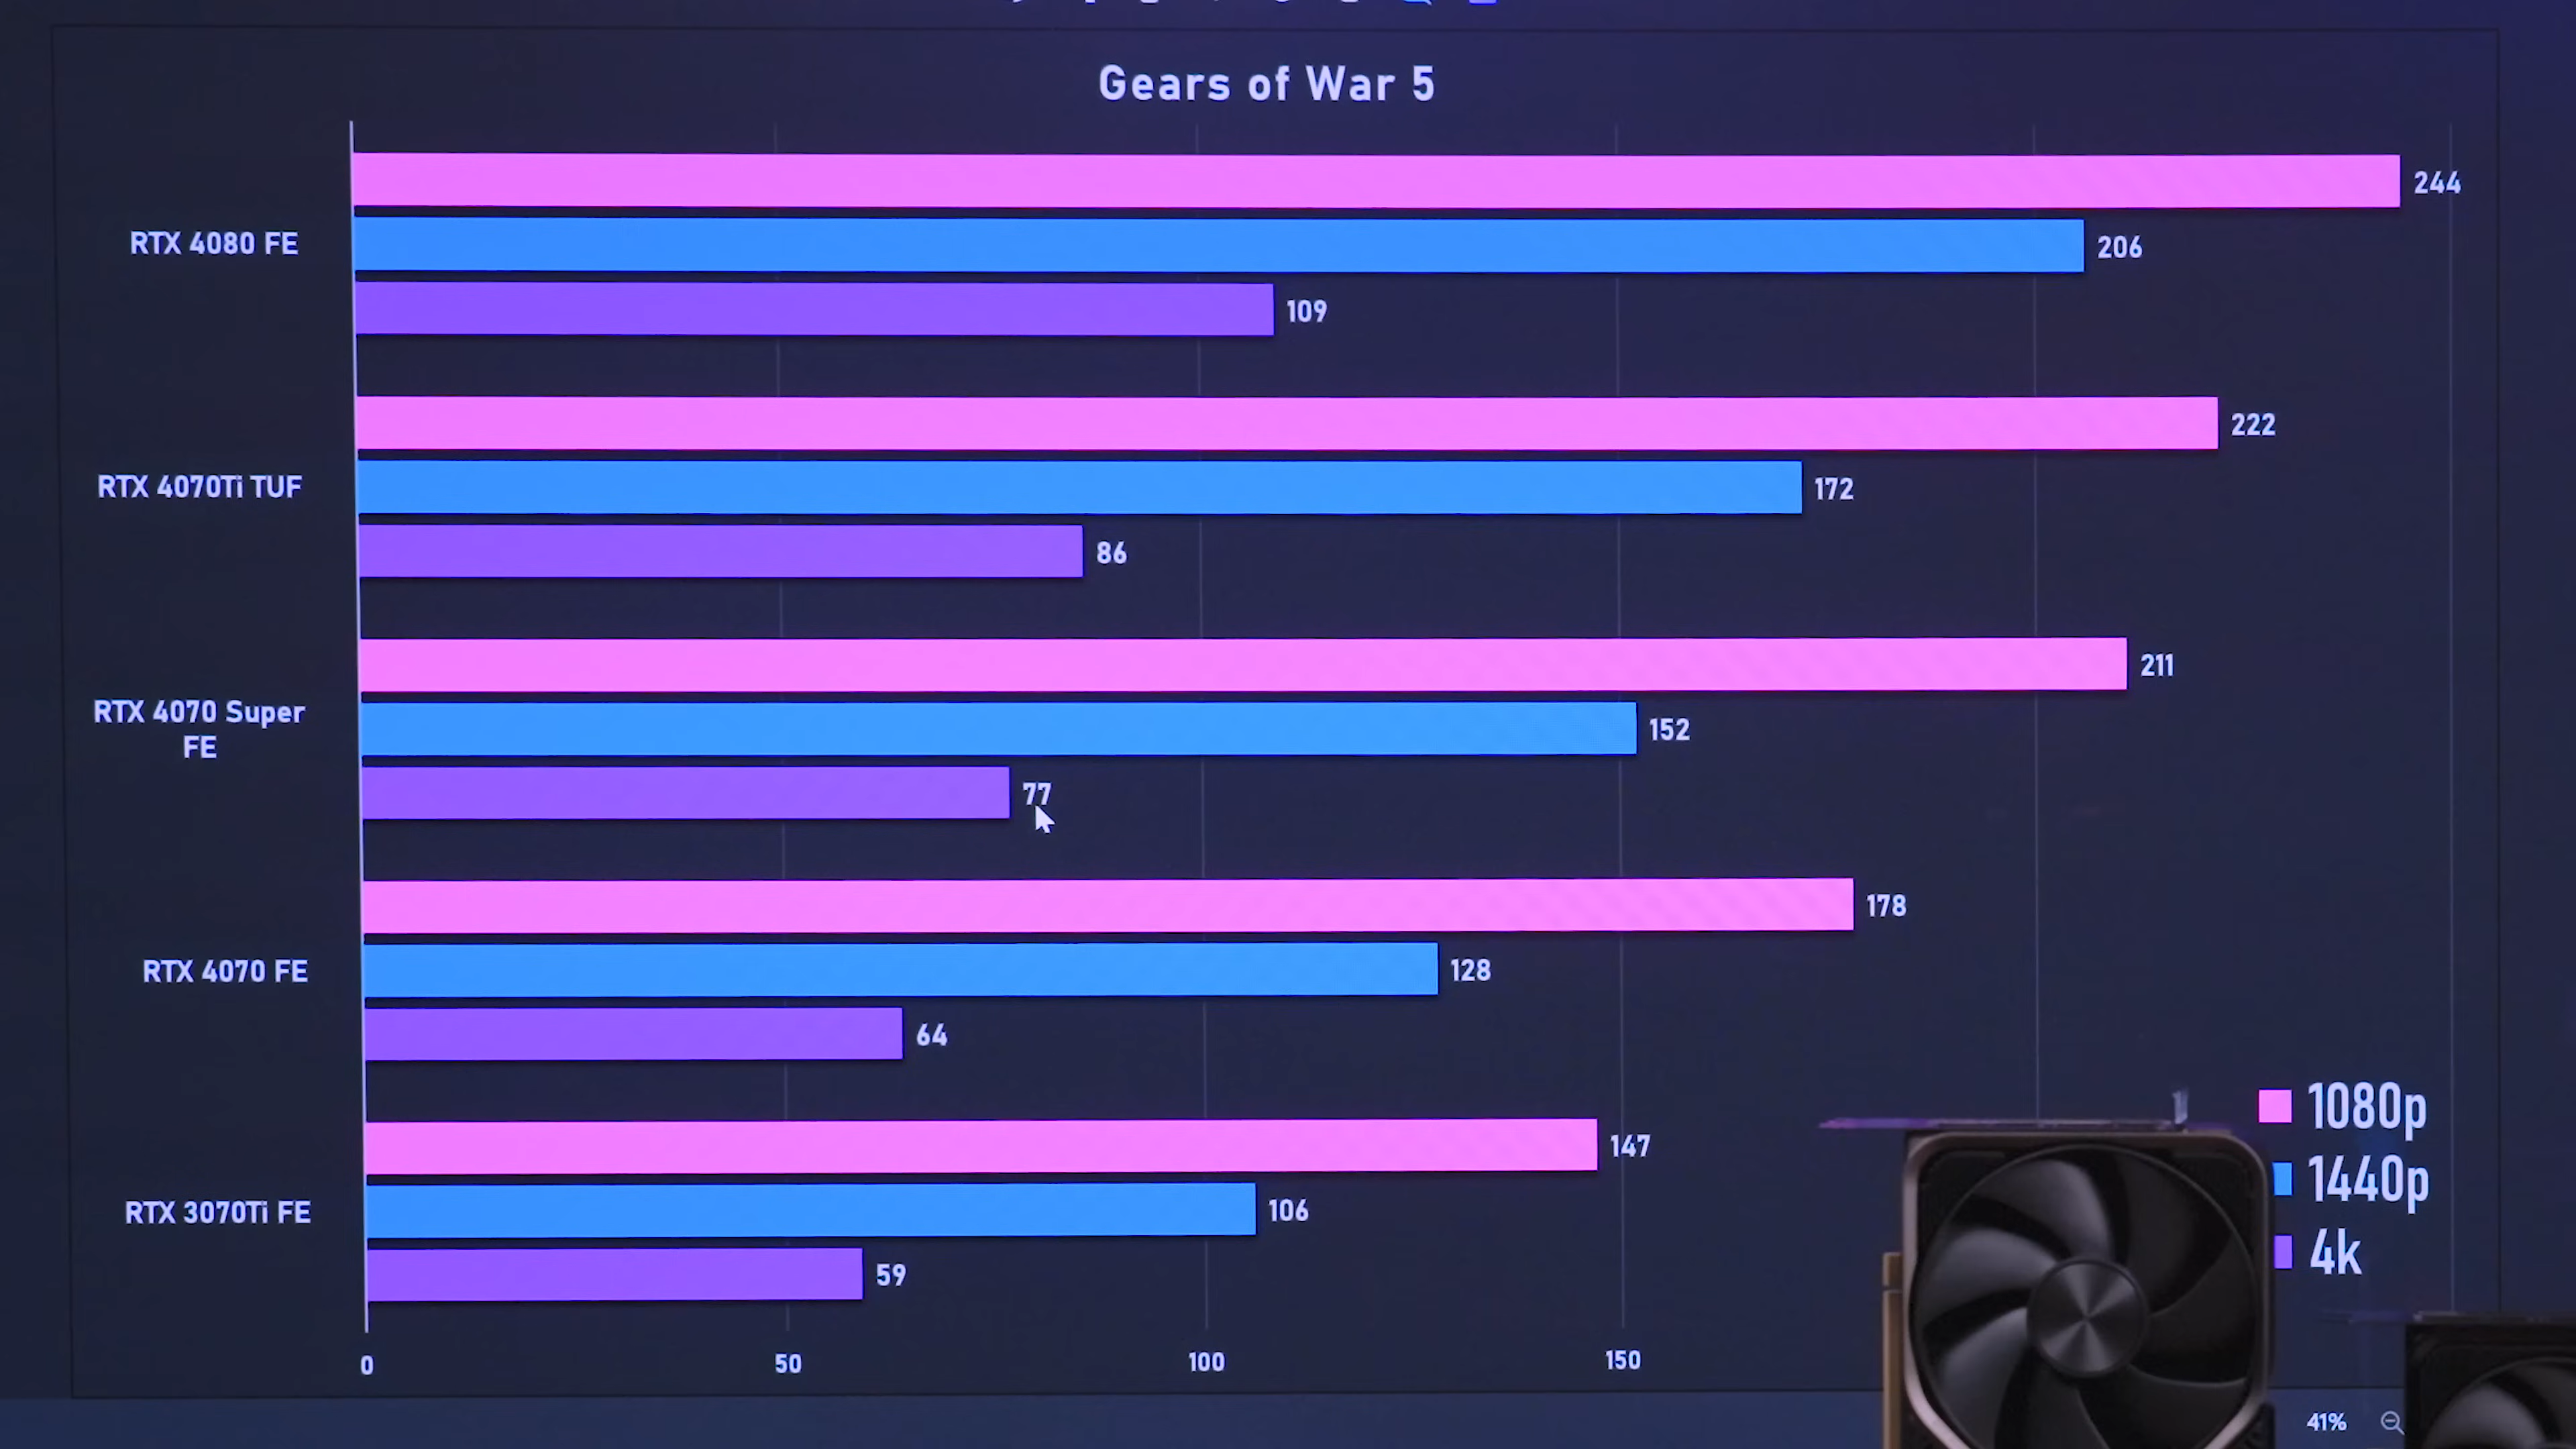 Gears of War 5
244
RTX 4080 FE
206
109
222
RTX 4070Ti TUF
172
86
211
RTX 4070 Super
FE
152
77
178
RTX 4070 FE
128
64
147
RTX 3070Ti FE
106
59
1080p
1440p
4k
0
50
100
150
41%